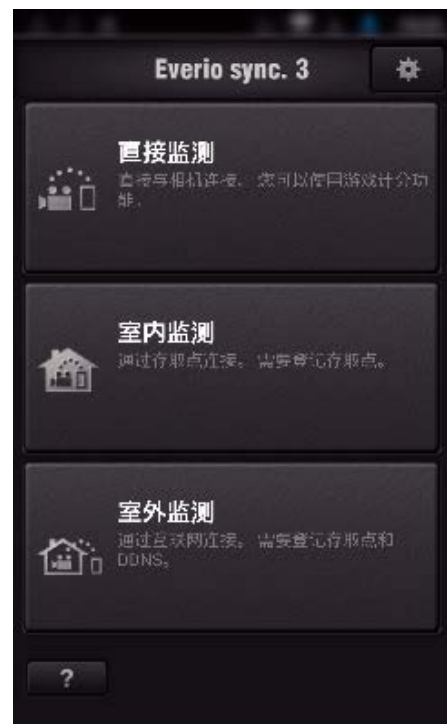 Everio sync. 3
直接监测
直接与相机连接。 您可以使用游戏计分功
能。
室内监测
通过存取点连接。 需要登记存取点。
室外监测
通过互联网连接。 需要登记存取点和
DDNS。
?